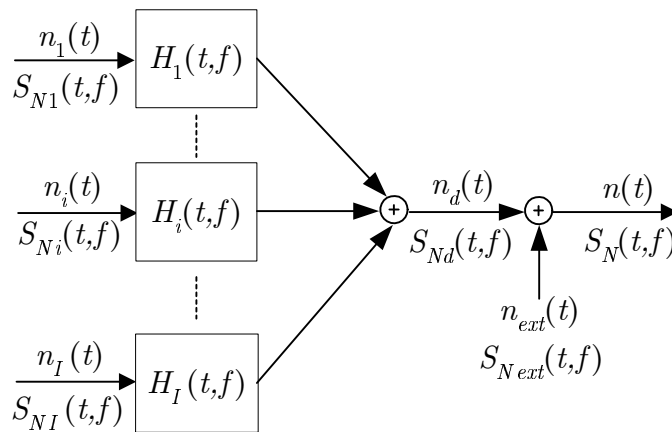 n_1(t)
S_{N1}(t,f)
H_1(t,f)
n_i(t)
S_{Ni}(t,f)
H_i(t,f)
+
n_d(t)
S_{Nd}(t,f)
+
n(t)
S_N(t,f)
n_{ext}(t)
S_{Next}(t,f)
n_I(t)
S_{NI}(t,f)
H_I(t,f)